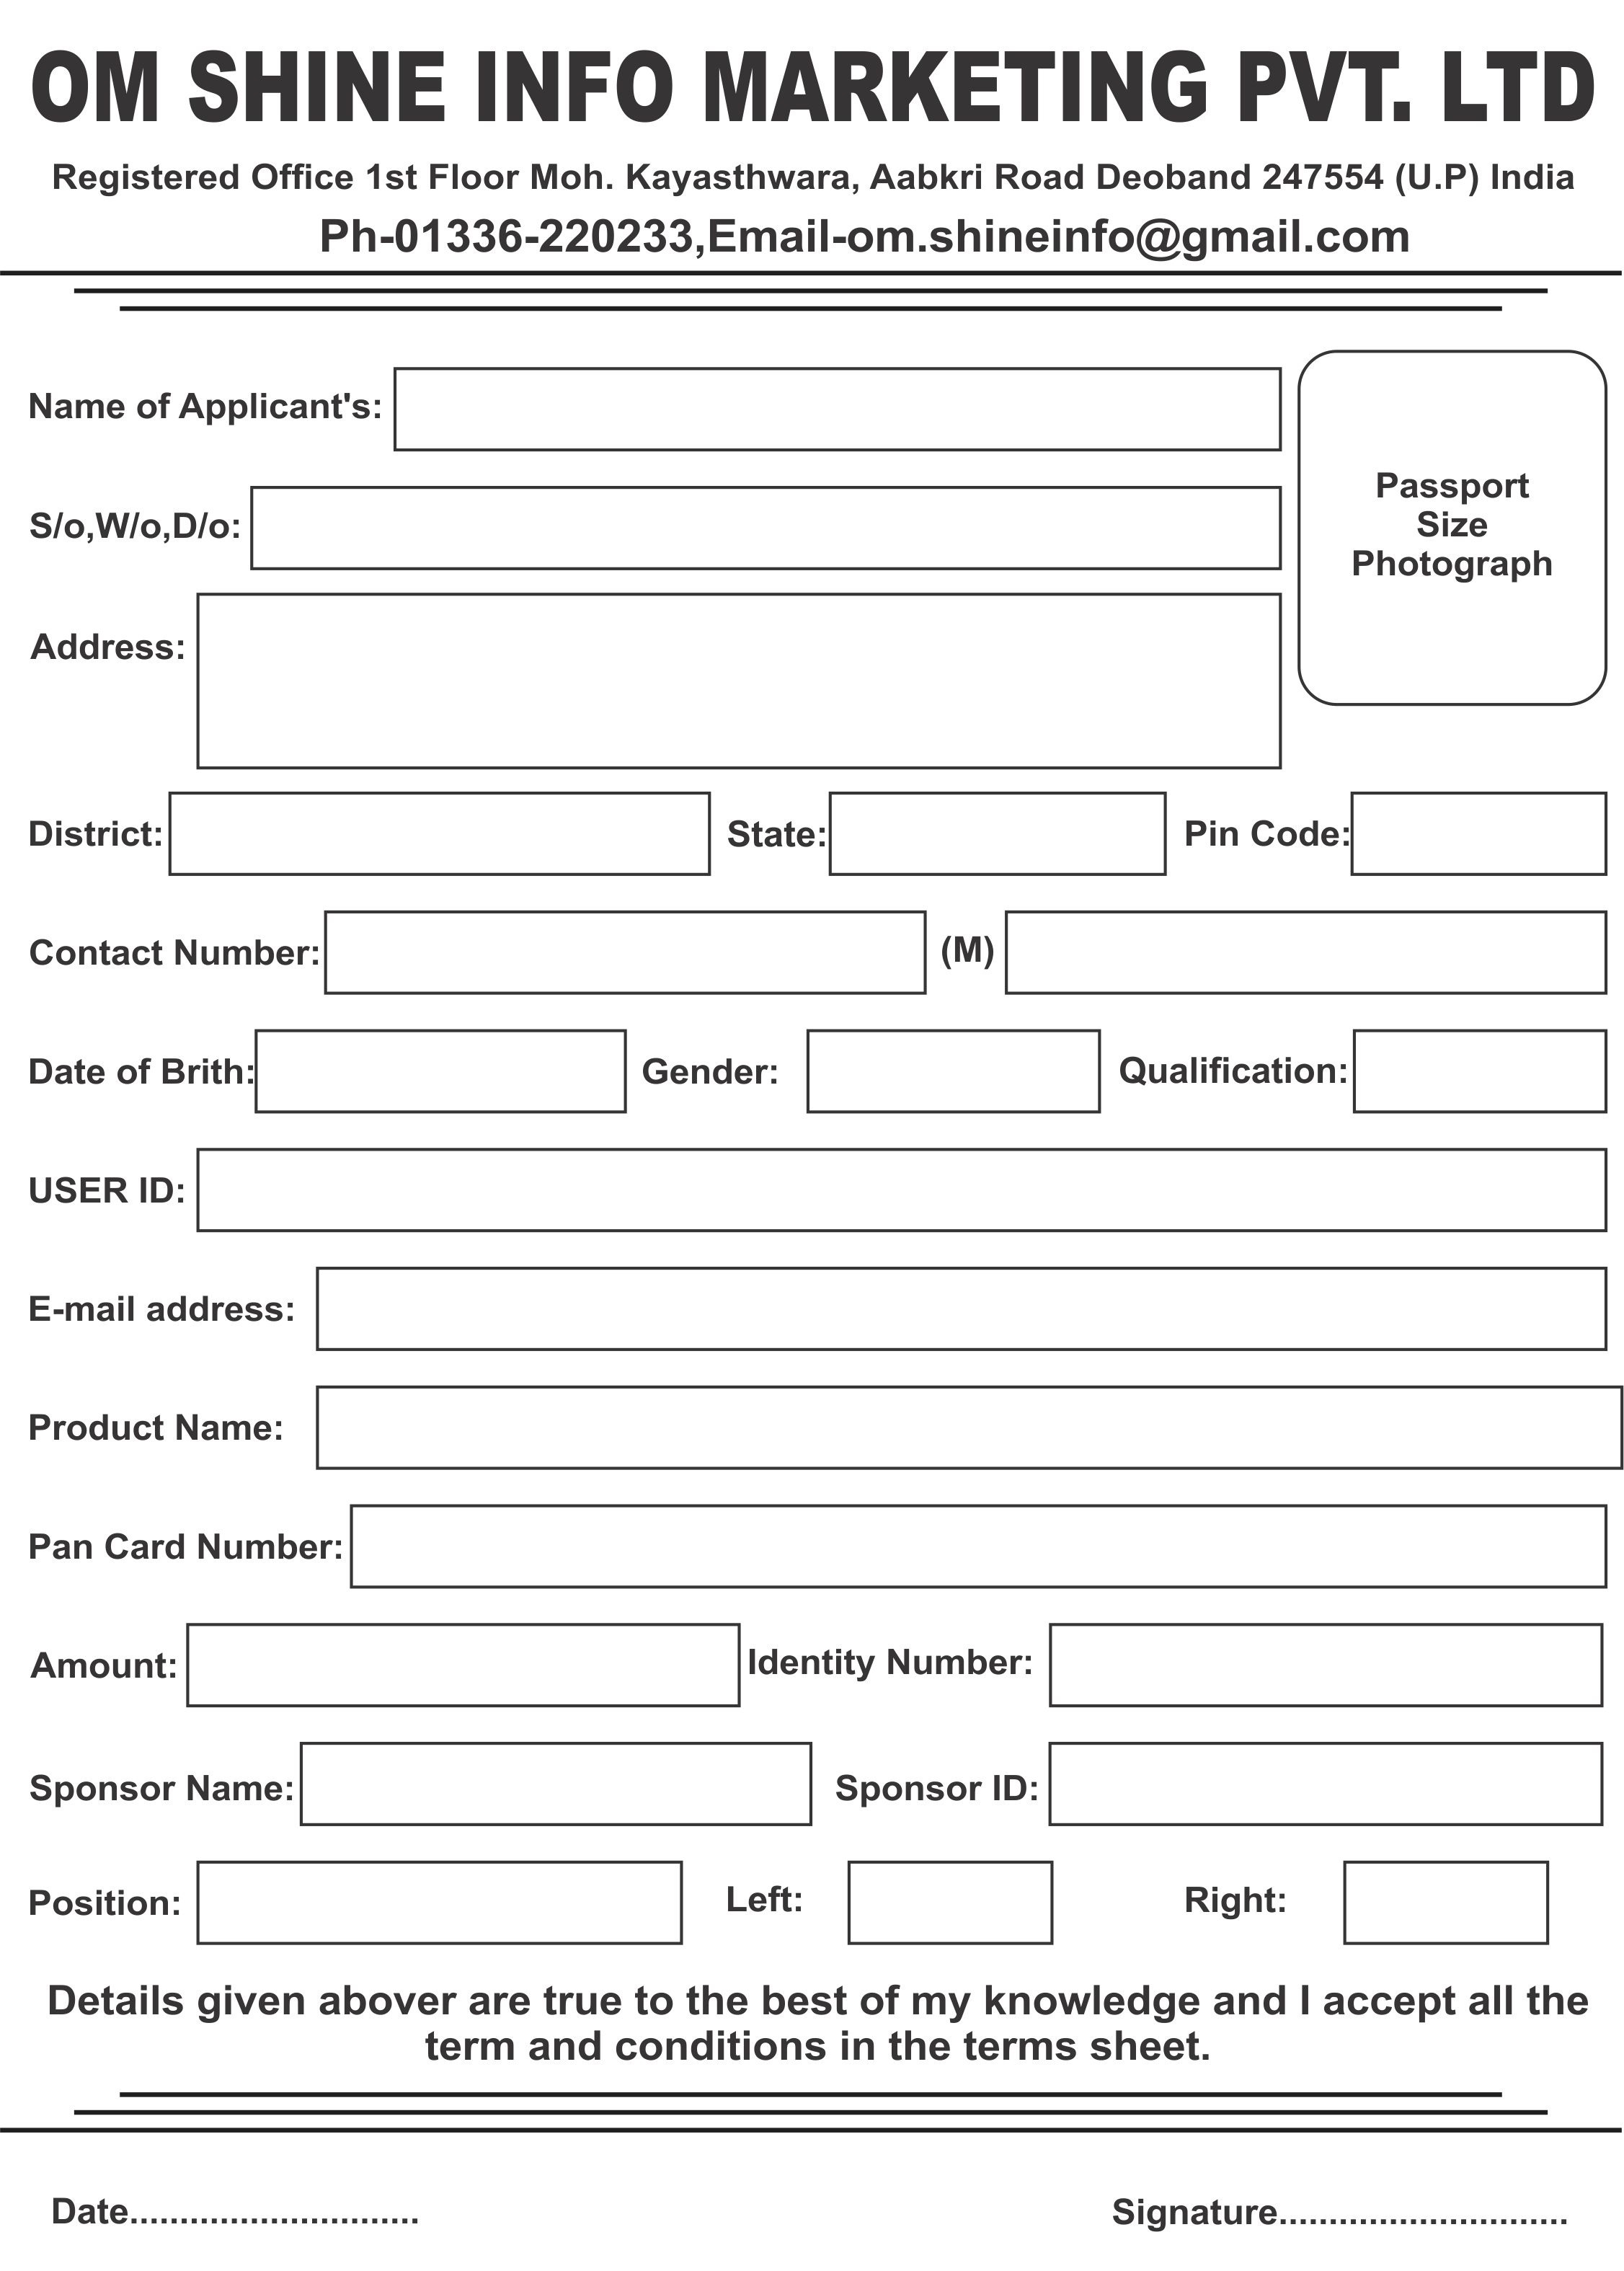 OM SHINE INFO MARKETING PVT. LTD
Registered Office 1st Floor Moh. Kayasthwara, Aabkri Road Deoband 247554 (U.P) India
Ph-01336-220233,Email-om.shineinfo@gmail.com
Name of Applicant's:
Passport
Size
Photograph
S/o,W/o,D/o:
Address:
District: State: Pin Code:
Contact Number: (M)
Date of Brith: Gender: Qualification:
USER ID:
E-mail address:
Product Name:
Pan Card Number:
Amount: Identity Number:
Sponsor Name: Sponsor ID:
Position: Left: Right:
Details given abover are true to the best of my knowledge and I accept all the
term and conditions in the terms sheet.
Date............................. Signature.............................